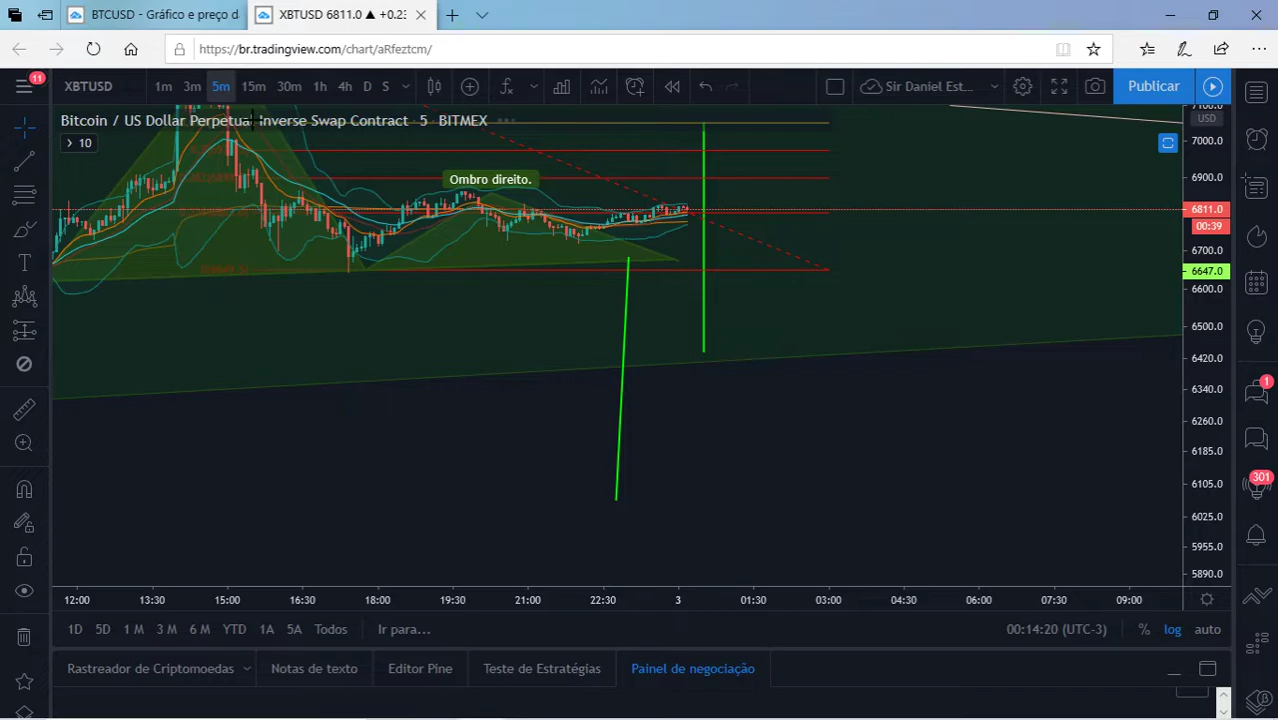 BTCUSD - Gráfico e preço d
XBTUSD 6811.0 ▲ +0.23
https://br.tradingview.com/chart/aRfeztcm/
11
XBTUSD 1m 3m 5m 15m 30m 1h 4h D S
Sir Daniel Est...
Publicar
Bitcoin / US Dollar Perpetual Inverse Swap Contract · 5 · BITMEX
10
Ombro direito.
7100.0
USD
7000.0
6900.0
6811.0
00:39
6700.0
6647.0
6600.0
6500.0
6420.0
6340.0
6260.0
6185.0
6105.0
6025.0
5955.0
5890.0
1
301
12:00 13:30 15:00 16:30 18:00 19:30 21:00 22:30 3 01:30 03:00 04:30 06:00 07:30 09:00
1D 5D 1 M 3 M 6 M YTD 1A 5A Todos Ir para...
00:14:20 (UTC-3) % log auto
Rastreador de Criptomoedas Notas de texto Editor Pine Teste de Estratégias Painel de negociação